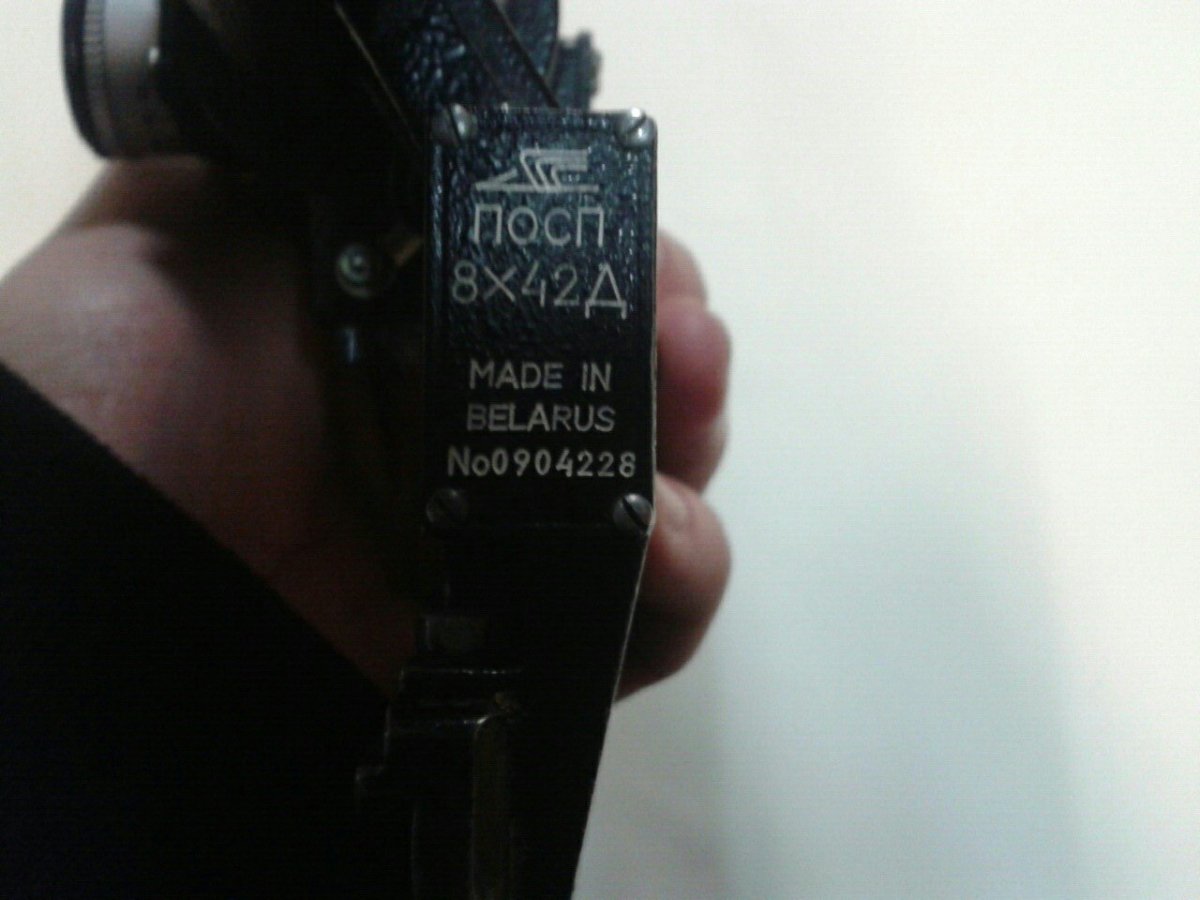 ПОСП
8×42Д
MADE IN
BELARUS
No0904228